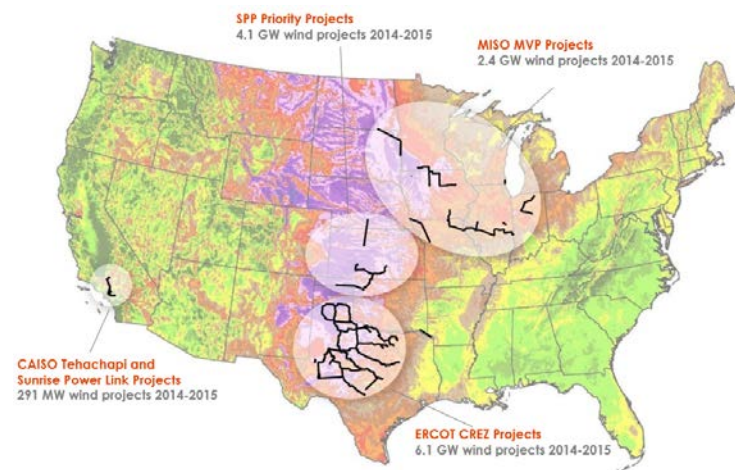 SPP Priority Projects
4.1 GW wind projects 2014-2015
MISO MVP Projects
2.4 GW wind projects 2014-2015
CAISO Tehachapi and
Sunrise Power Link Projects
291 MW wind projects 2014-2015
ERCOT CREZ Projects
6.1 GW wind projects 2014-2015